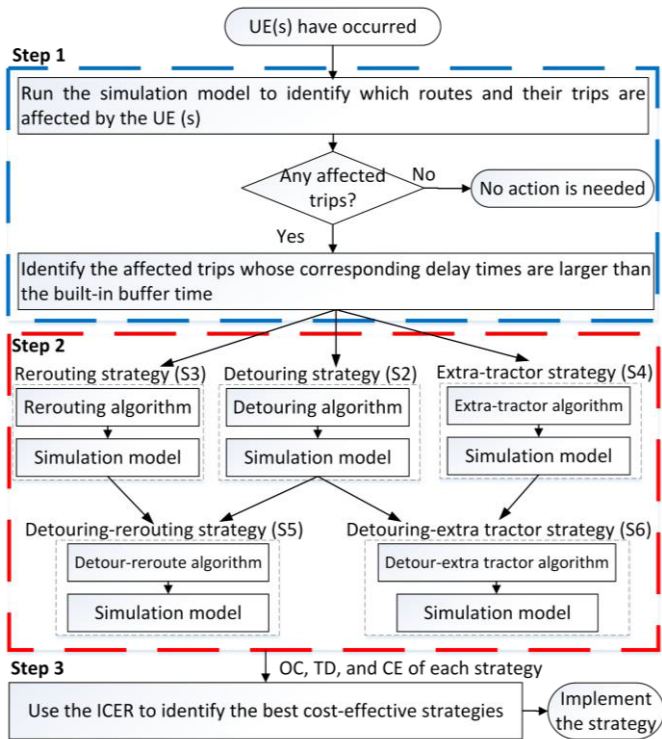 UE(s) have occurred
Step 1
Run the simulation model to identify which routes and their trips are
affected by the UE (s)
Any affected
trips?
No
No action is needed
Yes
Identify the affected trips whose corresponding delay times are larger than
the built-in buffer time
Step 2
Rerouting strategy (S3)
Rerouting algorithm
Simulation model
Detouring strategy (S2)
Detouring algorithm
Simulation model
Extra-tractor strategy (S4)
Extra-tractor algorithm
Simulation model
Detouring-rerouting strategy (S5)
Detour-reroute algorithm
Simulation model
Detouring-extra tractor strategy (S6)
Detour-extra tractor algorithm
Simulation model
Step 3
OC, TD, and CE of each strategy
Use the ICER to identify the best cost-effective strategies
Implement
the strategy